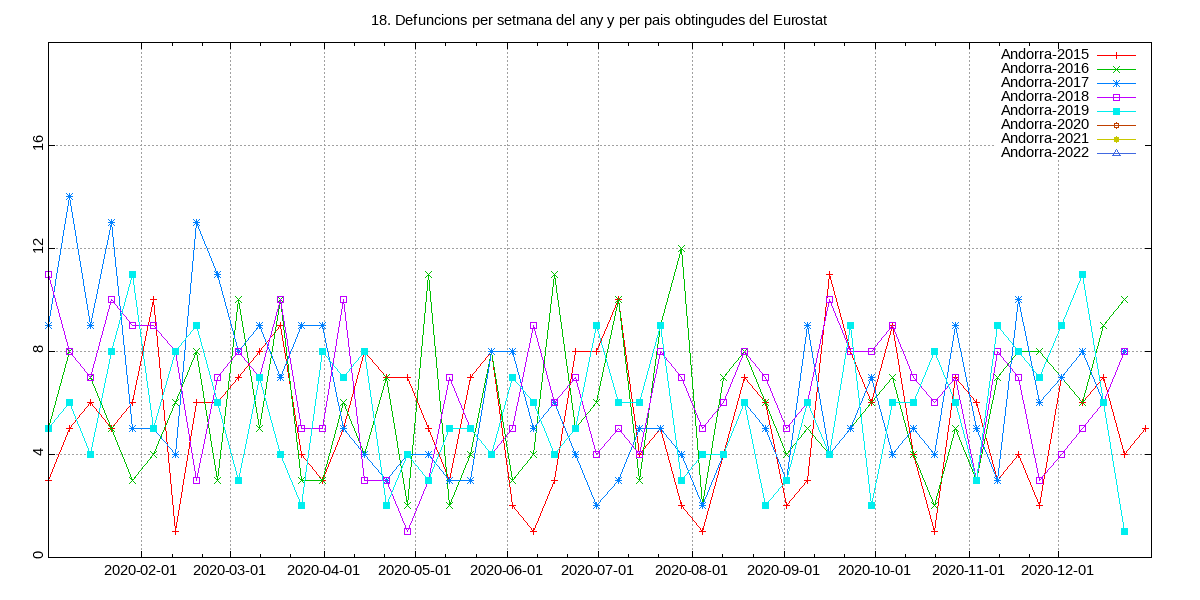 18. Defuncions per setmana del any y per pais obtingudes del Eurostat
Andorra-2015
Andorra-2016
Andorra-2017
Andorra-2018
Andorra-2019
Andorra-2020
Andorra-2021
Andorra-2022
16
12
8
4
0
2020-02-01 2020-03-01 2020-04-01 2020-05-01 2020-06-01 2020-07-01 2020-08-01 2020-09-01 2020-10-01 2020-11-01 2020-12-01